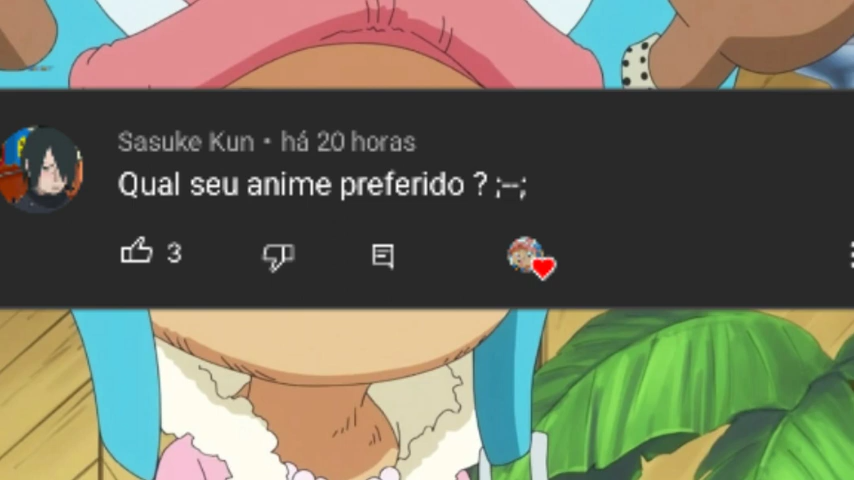 Sasuke Kun • há 20 horas
Qual seu anime preferido ? ;--;
3